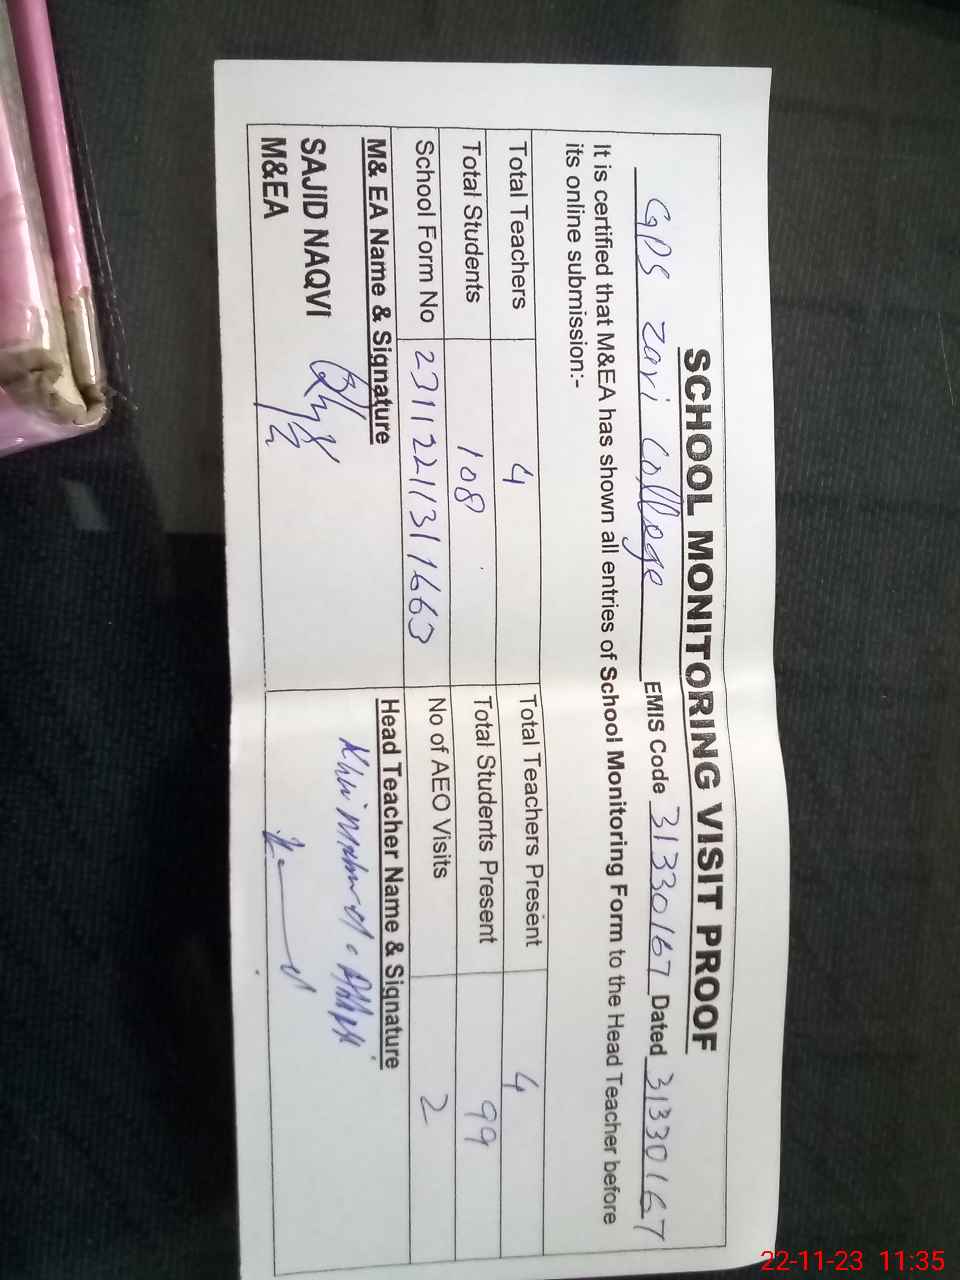 SCHOOL MONITORING VISIT PROOF
GPS Zari College EMIS Code 31330167 Dated 31330167
It is certified that M&EA has shown all entries of School Monitoring Form to the Head Teacher before
its online submission:-
Total Teachers 4 Total Teachers Present 4
Total Students 108 Total Students Present 99
School Form No 23112211311663 No of AEO Visits 2
M& EA Name & Signature Head Teacher Name & Signature
SAJID NAQVI
M&EA
22-11-23 11:35